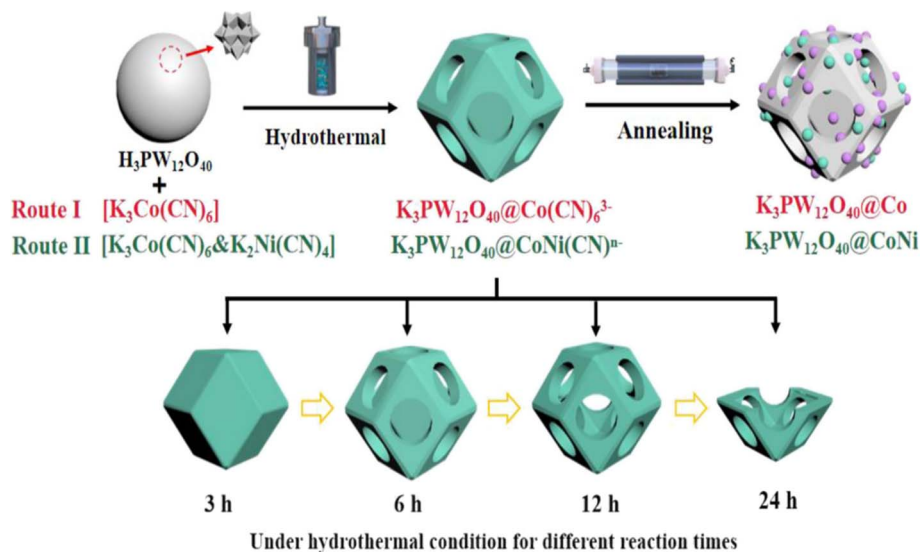 H₃PW₁₂O₄₀
+
Hydrothermal
Annealing
Route I [K₃Co(CN)₆] K₃PW₁₂O₄₀@Co(CN)₆³⁻ K₃PW₁₂O₄₀@Co
Route II [K₃Co(CN)₆&K₂Ni(CN)₄] K₃PW₁₂O₄₀@CoNi(CN)ⁿ⁻ K₃PW₁₂O₄₀@CoNi
3 h 6 h 12 h 24 h
Under hydrothermal condition for different reaction times